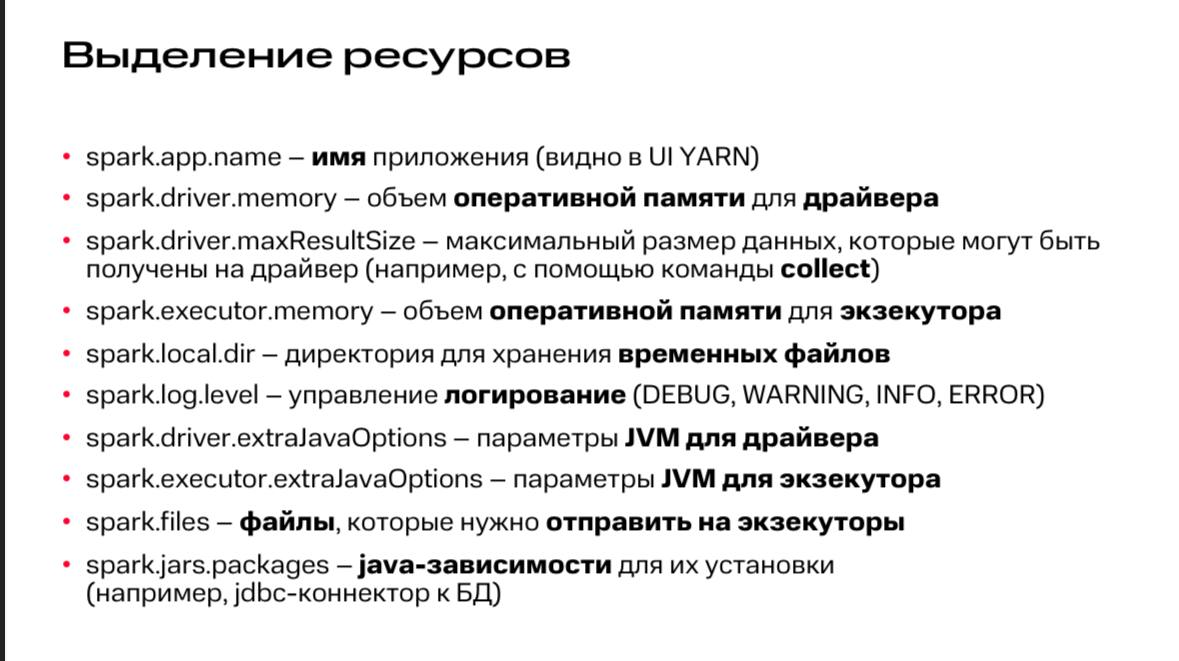 Выделение ресурсов
• spark.app.name – имя приложения (видно в UI YARN)
• spark.driver.memory – объем оперативной памяти для драйвера
• spark.driver.maxResultSize – максимальный размер данных, которые могут быть
получены на драйвер (например, с помощью команды collect)
• spark.executor.memory – объем оперативной памяти для экзекутора
• spark.local.dir – директория для хранения временных файлов
• spark.log.level – управление логирование (DEBUG, WARNING, INFO, ERROR)
• spark.driver.extraJavaOptions – параметры JVM для драйвера
• spark.executor.extraJavaOptions – параметры JVM для экзекутора
• spark.files – файлы, которые нужно отправить на экзекуторы
• spark.jars.packages – java-зависимости для их установки
(например, jdbc-коннектор к БД)